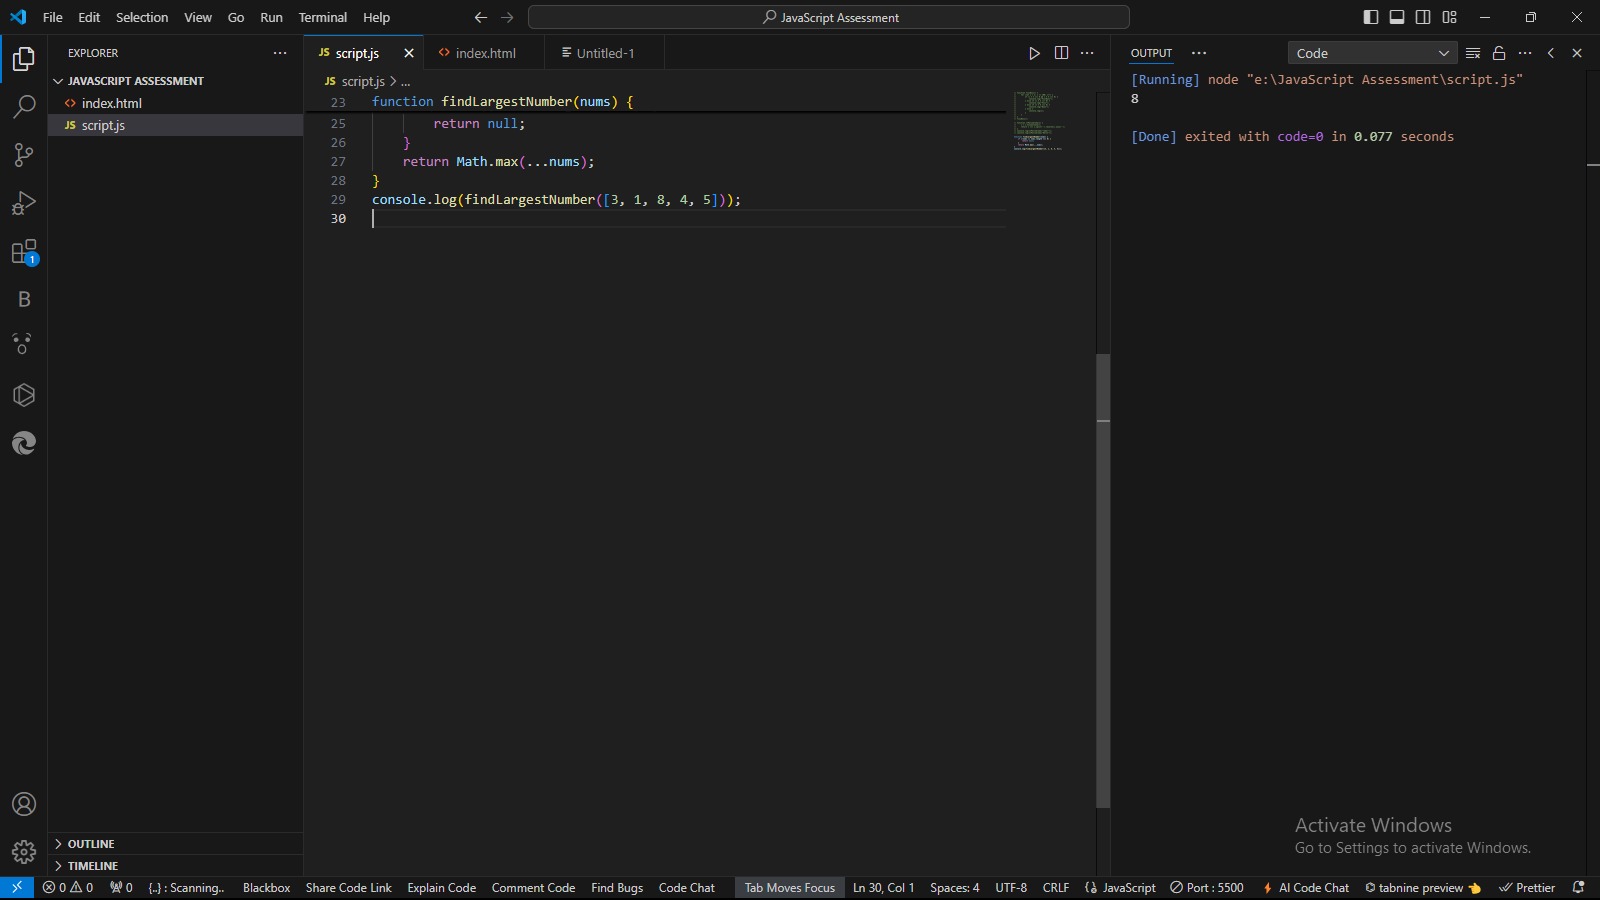 File Edit Selection View Go Run Terminal Help
JavaScript Assessment
EXPLORER
JAVASCRIPT ASSESSMENT
<> index.html
JS script.js
OUTLINE
TIMELINE
JS script.js
<> index.html
Untitled-1
JS script.js > ...
23 function findLargestNumber(nums) {
25 return null;
26 }
27 return Math.max(...nums);
28 }
29 console.log(findLargestNumber([3, 1, 8, 4, 5]));
30
OUTPUT
Code
[Running] node "e:\JavaScript Assessment\script.js"
8
[Done] exited with code=0 in 0.077 seconds
1
B
Activate Windows
Go to Settings to activate Windows.
0 0 0 {..} : Scanning.. Blackbox Share Code Link Explain Code Comment Code Find Bugs Code Chat Tab Moves Focus Ln 30, Col 1 Spaces: 4 UTF-8 CRLF JavaScript Port : 5500 AI Code Chat tabnine preview Prettier